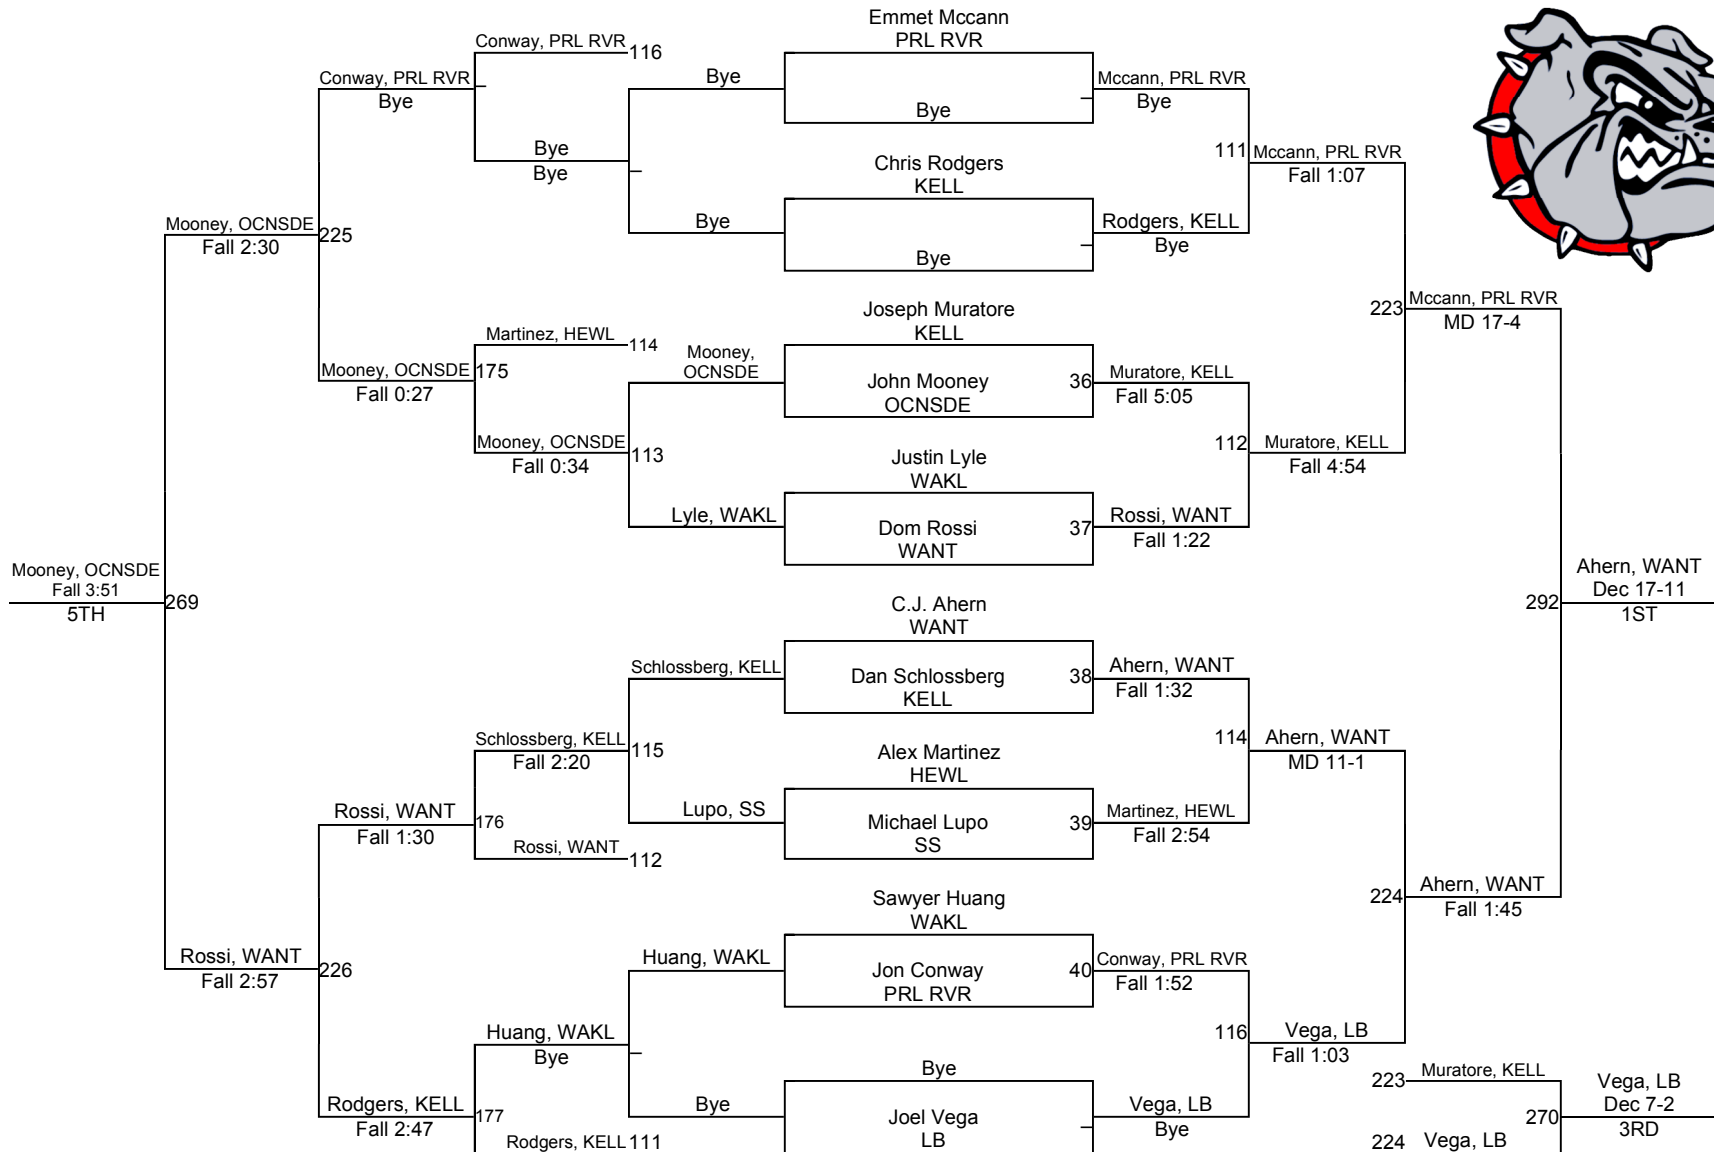 Emmet Mccann
PRL RVR
Conway, PRL RVR
116
Conway, PRL RVR
Bye
Bye
Mccann, PRL RVR
Bye
Bye
Bye
Bye
Chris Rodgers
KELL
111
Mccann, PRL RVR
Fall 1:07
Mooney, OCNSDE
Fall 2:30
225
Bye
Rodgers, KELL
Bye
Bye
Joseph Muratore
KELL
223
Mccann, PRL RVR
MD 17-4
Martinez, HEWL
114
Mooney,
OCNSDE
Mooney, OCNSDE
Fall 0:27
175
John Mooney
OCNSDE
36
Muratore, KELL
Fall 5:05
Mooney, OCNSDE
Fall 0:34
113
Justin Lyle
WAKL
112
Muratore, KELL
Fall 4:54
Lyle, WAKL
Dom Rossi
WANT
37
Rossi, WANT
Fall 1:22
Mooney, OCNSDE
Fall 3:51
5TH
269
C.J. Ahern
WANT
292
Ahern, WANT
Dec 17-11
1ST
Schlossberg, KELL
Dan Schlossberg
KELL
38
Ahern, WANT
Fall 1:32
Schlossberg, KELL
Fall 2:20
115
Alex Martinez
HEWL
114
Ahern, WANT
MD 11-1
Rossi, WANT
Fall 1:30
176
Lupo, SS
Michael Lupo
SS
39
Martinez, HEWL
Fall 2:54
Rossi, WANT
112
Sawyer Huang
WAKL
224
Ahern, WANT
Fall 1:45
Rossi, WANT
Fall 2:57
226
Huang, WAKL
Jon Conway
PRL RVR
40
Conway, PRL RVR
Fall 1:52
Huang, WAKL
Bye
116
Vega, LB
Fall 1:03
Bye
223
Muratore, KELL
Rodgers, KELL
Fall 2:47
177
Bye
Joel Vega
LB
Vega, LB
Bye
270
Vega, LB
Dec 7-2
3RD
Rodgers, KELL
111
224
Vega, LB